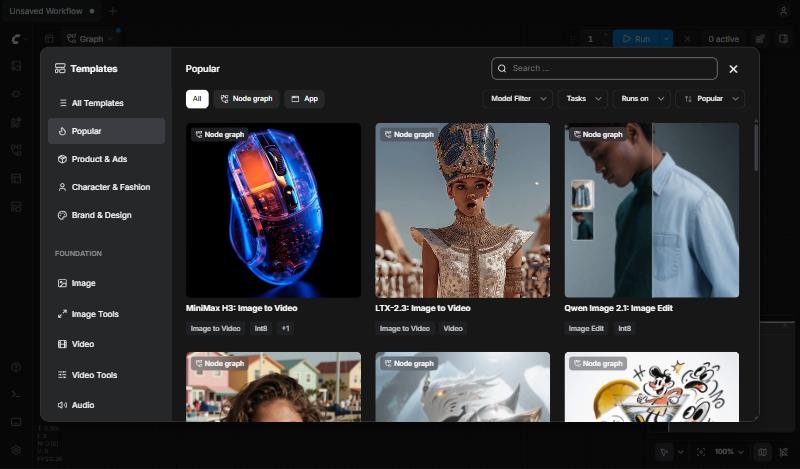 Unsaved Workflow
Graph
1
Run
0 active
Templates
All Templates
Popular
Product & Ads
Character & Fashion
Brand & Design
FOUNDATION
Image
Image Tools
Video
Video Tools
Audio
Popular
Search ...
All
Node graph
App
Model Filter
Tasks
Runs on
Popular
Node graph
MiniMax H3: Image to Video
Image to Video
Int8
+1
Node graph
LTX-2.3: Image to Video
Image to Video
Video
Node graph
Qwen Image 2.1: Image Edit
Image Edit
Int8
Node graph
Node graph
Node graph
100%